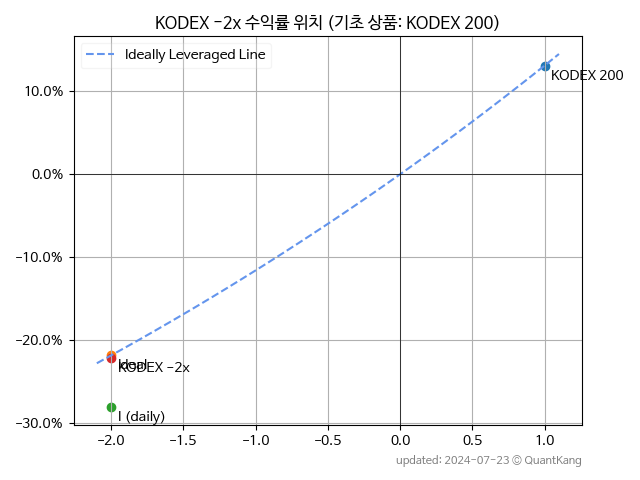 KODEX -2x 수익률 위치 (기초 상품: KODEX 200)
Ideally Leveraged Line
KODEX 200
10.0%
0.0%
-10.0%
-20.0%
Ideal
KODEX -2x
I (daily)
-30.0%
-2.0 -1.5 -1.0 -0.5 0.0 0.5 1.0
updated: 2024-07-23 © QuantKang